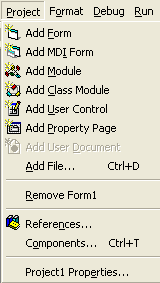 Project Format Debug Run
Add Form
Add MDI Form
Add Module
Add Class Module
Add User Control
Add Property Page
Add User Document
Add File... Ctrl+D
Remove Form1
References...
Components... Ctrl+T
Project1 Properties...